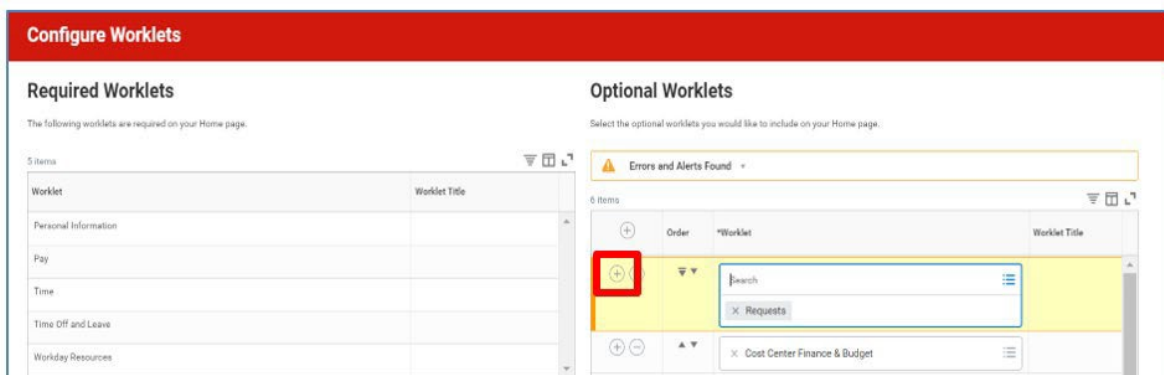 Configure Worklets
Required Worklets
The following worklets are required on your Home page.
5 items
Worklet Worklet Title
Personal Information
Pay
Time
Time Off and Leave
Workday Resources
Optional Worklets
Select the optional worklets you would like to include on your Home page.
Errors and Alerts Found
6 items
Order *Worklet Worklet Title
Search
× Requests
× Cost Center Finance & Budget